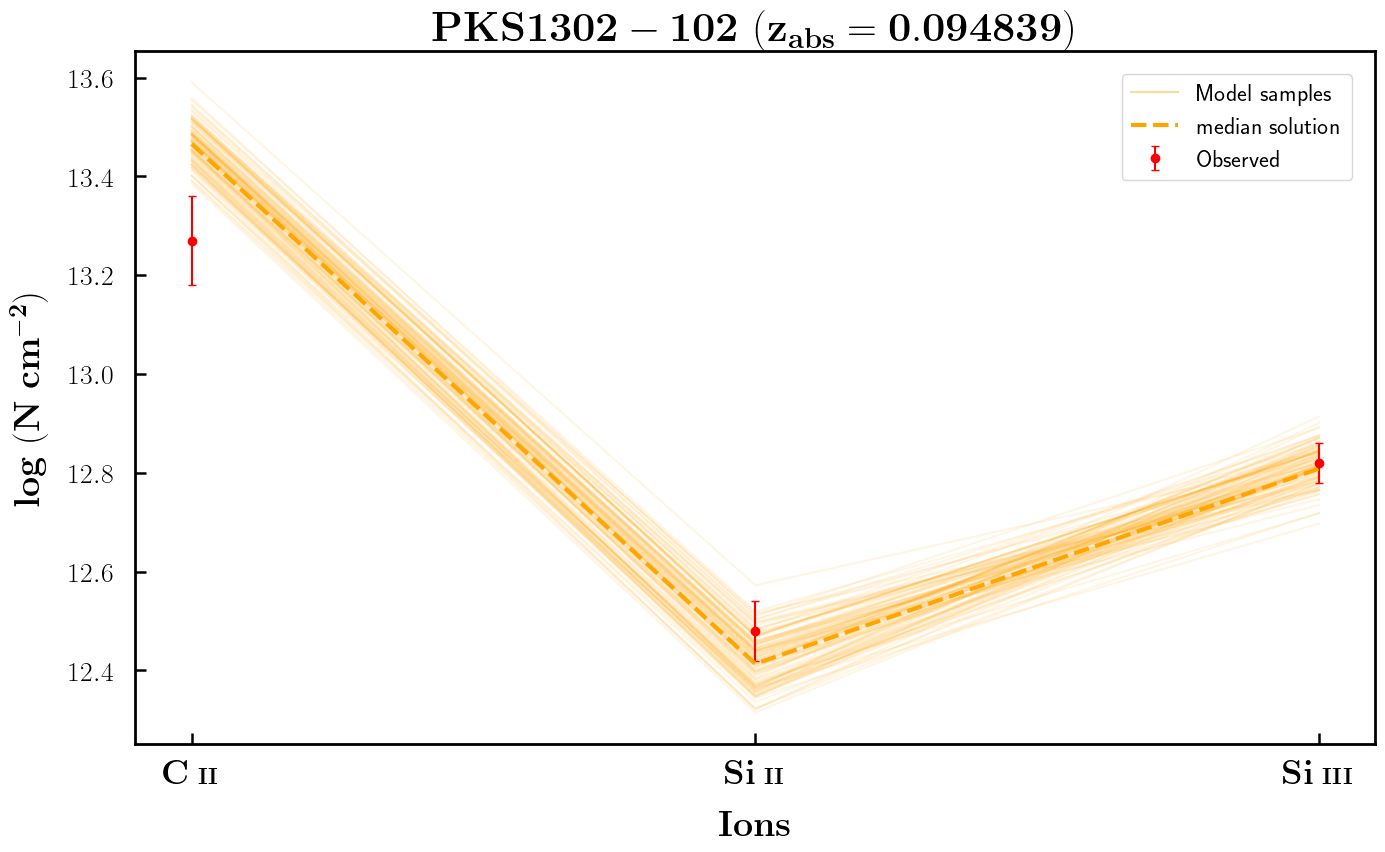 PKS1302 − 102 (z_abs = 0.094839)
13.6
13.4
13.2
13.0
12.8
12.6
12.4
log (N cm⁻²)
Model samples
median solution
Observed
C II
Si II
Si III
Ions